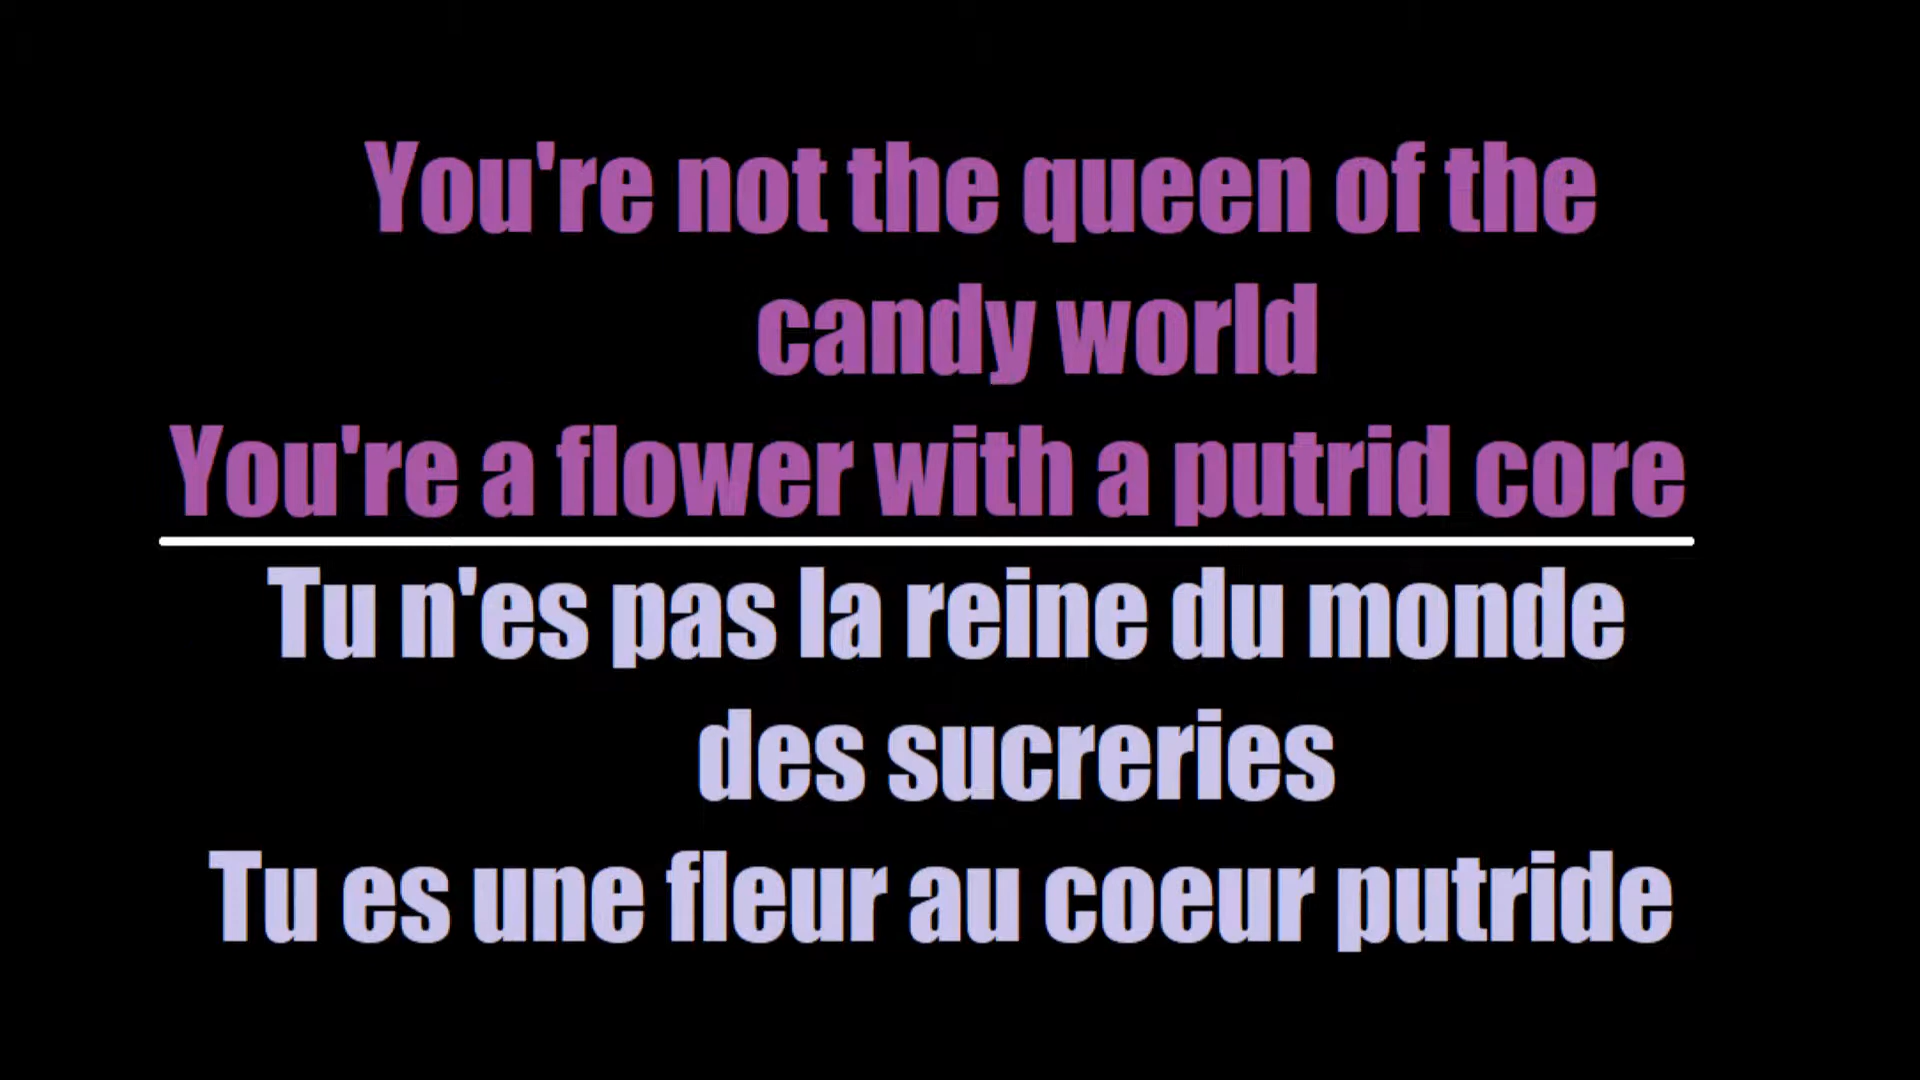 You're not the queen of the
candy world
You're a flower with a putrid core
Tu n'es pas la reine du monde
des sucreries
Tu es une fleur au coeur putride